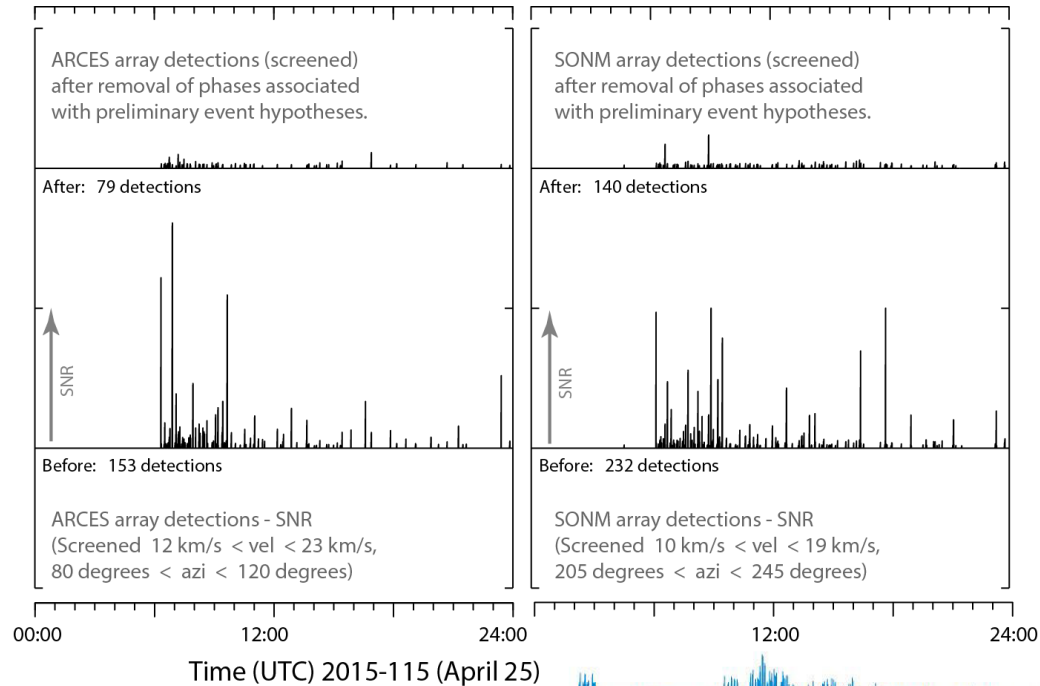 ARCES array detections (screened)
after removal of phases associated
with preliminary event hypotheses.
After: 79 detections
SNR
Before: 153 detections
ARCES array detections - SNR
(Screened 12 km/s < vel < 23 km/s,
80 degrees < azi < 120 degrees)
SONM array detections (screened)
after removal of phases associated
with preliminary event hypotheses.
After: 140 detections
SNR
Before: 232 detections
SONM array detections - SNR
(Screened 10 km/s < vel < 19 km/s,
205 degrees < azi < 245 degrees)
00:00 12:00 24:00 12:00 24:00
Time (UTC) 2015-115 (April 25)